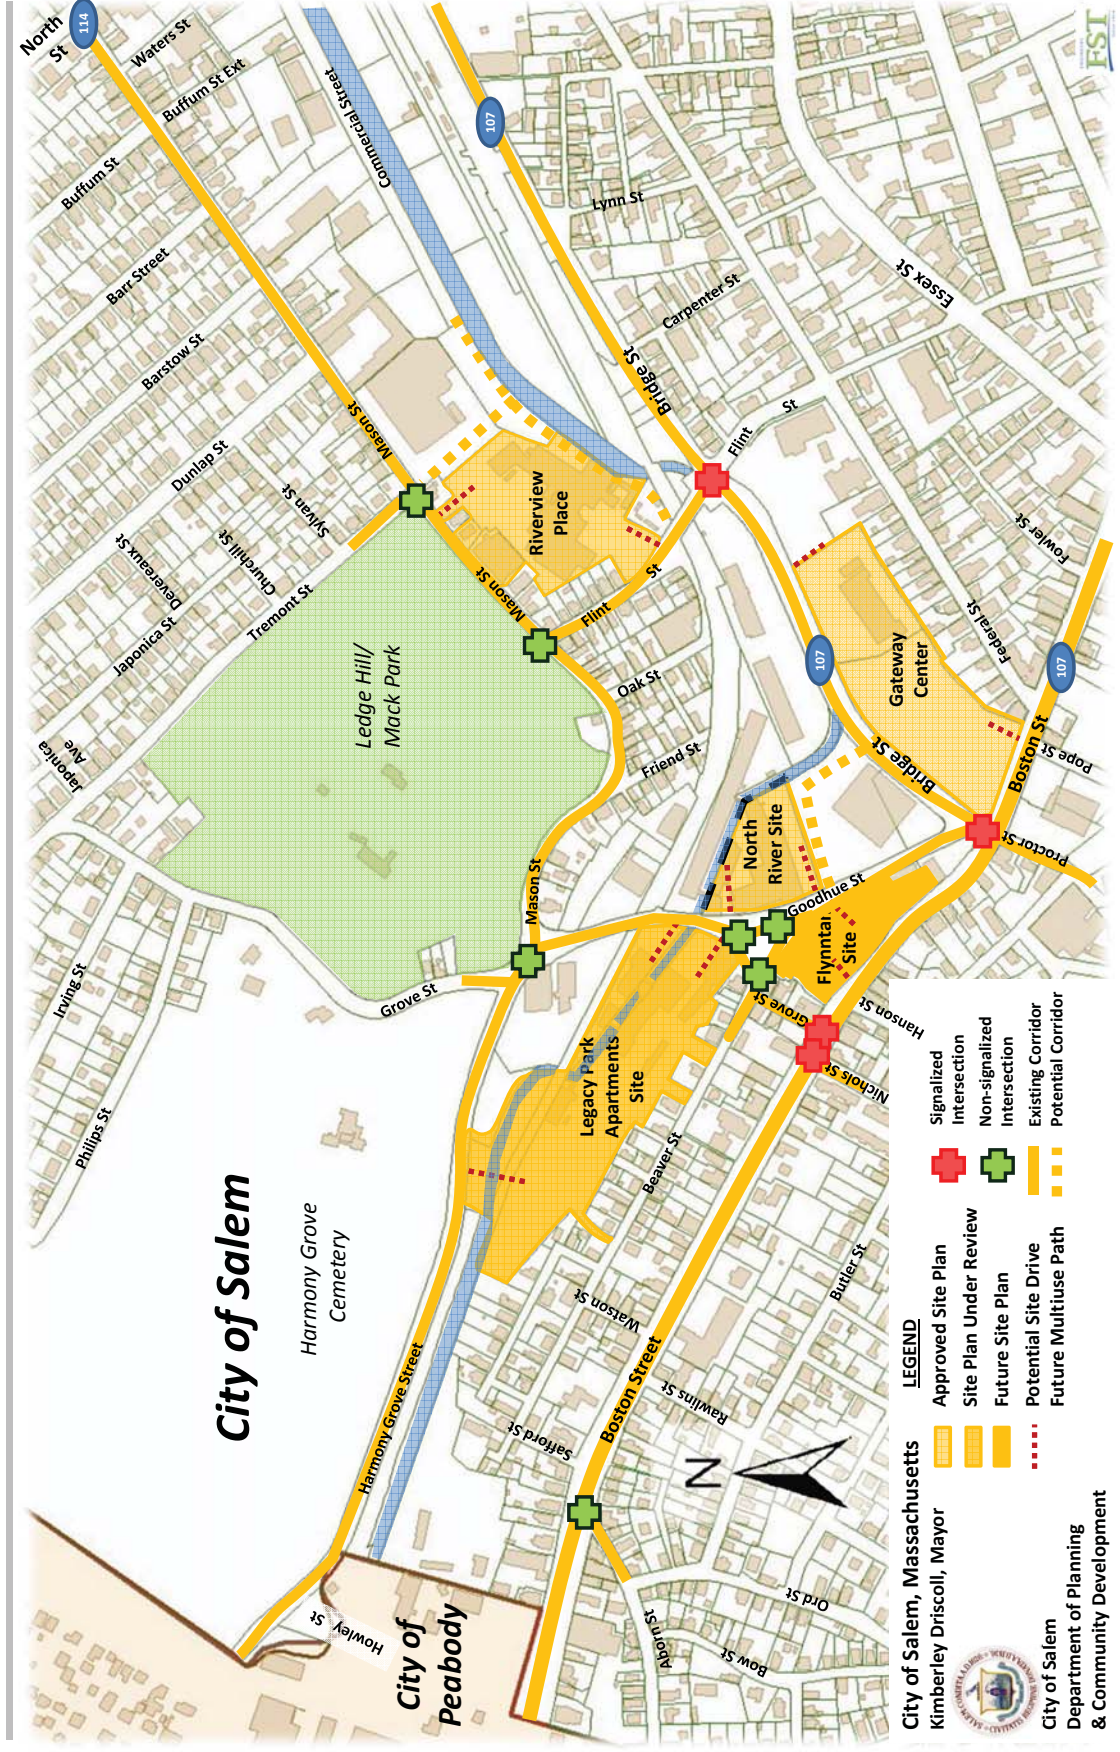 North
St
114
Waters St
Buffum St Ext
Buffum St
Commercial Street
107
FST
Lynn St
Barr Street
Barstow St
Essex St
Carpenter St
Bridge St
Mason St
Dunlap St
Sylvan St
Flint
St
Churchill St
Devereaux St
Tremont St
Japonica St
Japonica
Ave
Riverview
Place
Mason St
Flint
St
Fowler St
Federal St
Ledge Hill/
Mack Park
Oak St
Friend St
107
Gateway
Center
107
Boston St
Pope St
Bridge St
Proctor St
North
River Site
Mason St
Goodhue St
Flynntan
Site
Grove St
Grove St
Hanson St
Nichols St
Irving St
Philips St
Legacy Park
Apartments
Site
Beaver St
City of Salem
Harmony Grove
Cemetery
Watson St
Butler St
Boston Street
Rawlins St
Safford St
Harmony Grove Street
Howley St
City of
Peabody
Aborn St
Ord St
Bow St
N
City of Salem, Massachusetts
Kimberley Driscoll, Mayor
City of Salem
Department of Planning
& Community Development
LEGEND
Approved Site Plan
Site Plan Under Review
Future Site Plan
Potential Site Drive
Future Multiuse Path
Signalized
Intersection
Non-signalized
Intersection
Existing Corridor
Potential Corridor